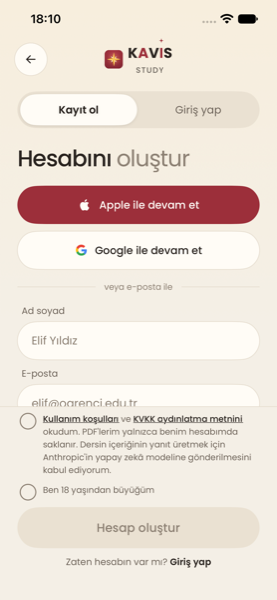 18:10
KAVİS
STUDY
Kayıt ol
Giriş yap
Hesabını oluştur
Apple ile devam et
Google ile devam et
veya e-posta ile
Ad soyad
Elif Yıldız
E-posta
elif@ogrenci.edu.tr
Kullanım koşulları ve KVKK aydınlatma metnini
okudum. PDF'lerim yalnızca benim hesabımda
saklanır. Dersin içeriğinin yanıt üretmek için
Anthropic'in yapay zekâ modeline gönderilmesini
kabul ediyorum.
Ben 18 yaşından büyüğüm
Hesap oluştur
Zaten hesabın var mı? Giriş yap